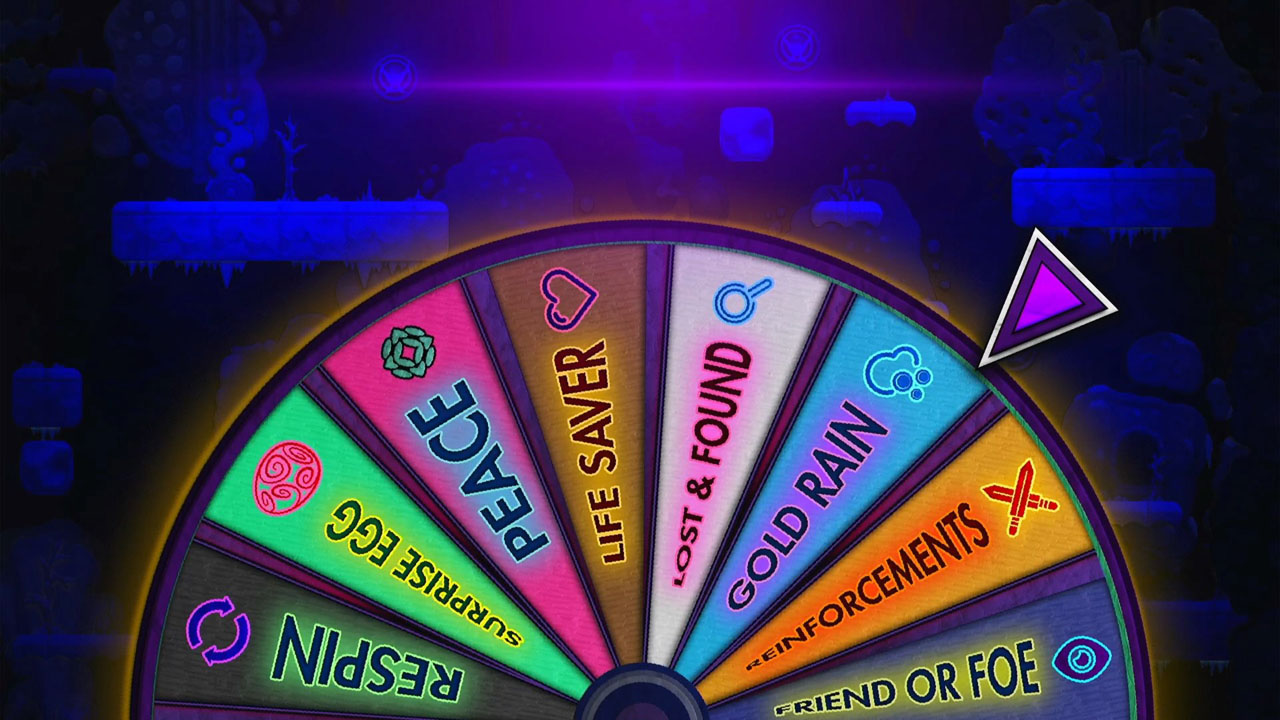 RESPIN
SURPRISE EGG
PEACE
LIFE SAVER
LOST & FOUND
GOLD RAIN
REINFORCEMENTS
FRIEND OR FOE